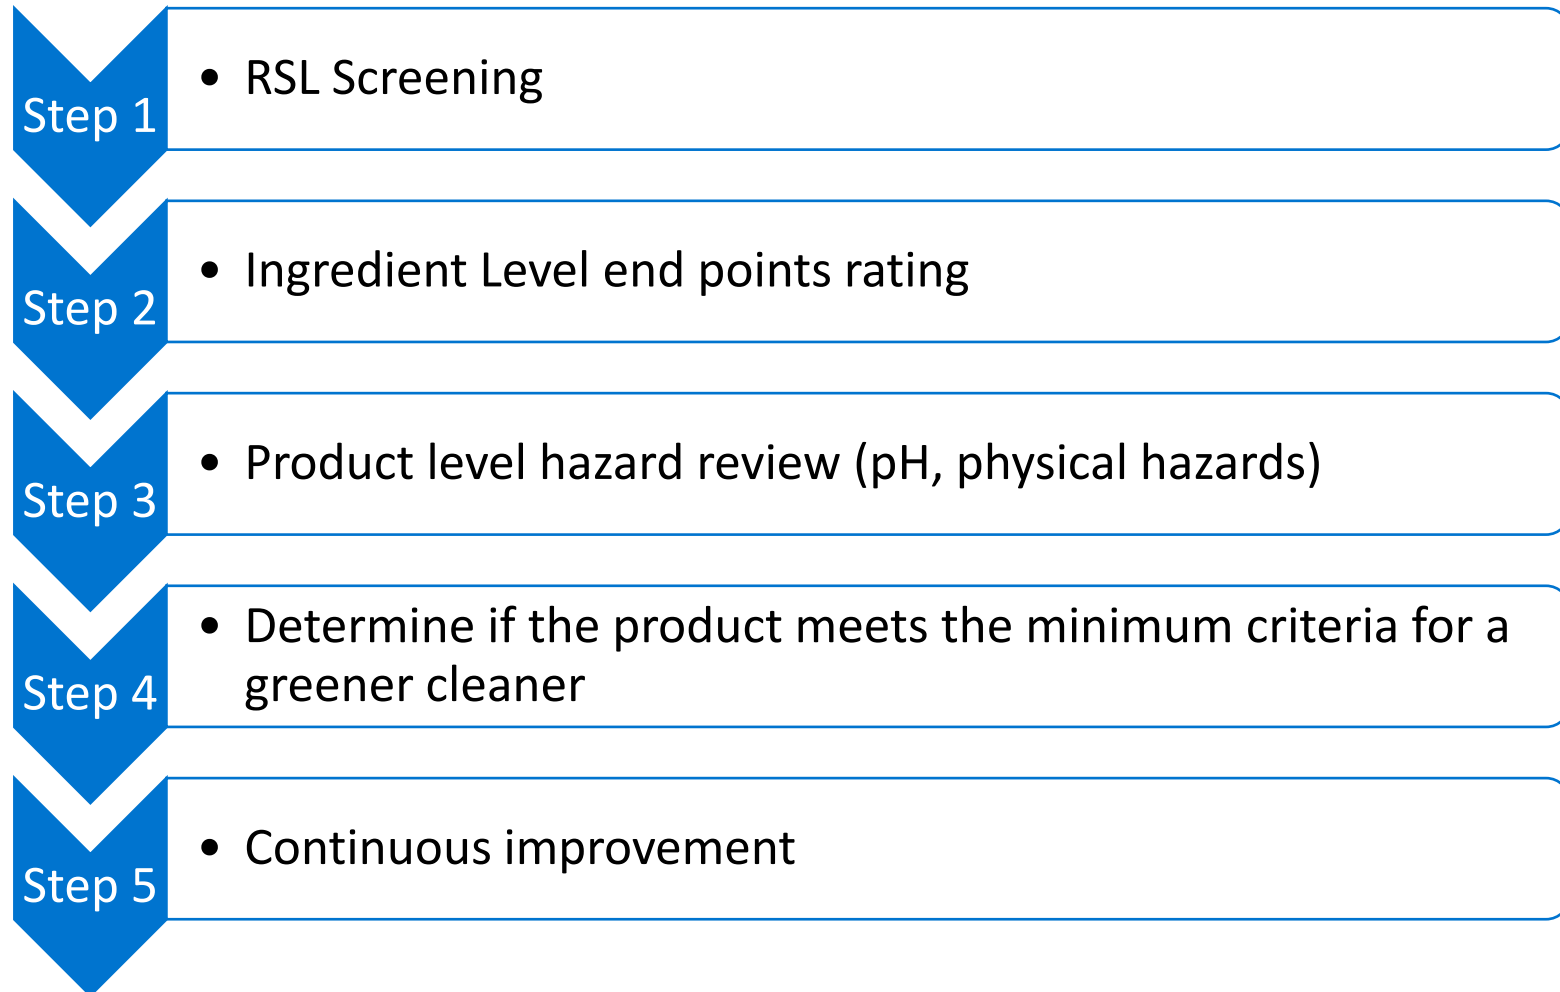 Step 1
• RSL Screening
Step 2
• Ingredient Level end points rating
Step 3
• Product level hazard review (pH, physical hazards)
Step 4
• Determine if the product meets the minimum criteria for a
greener cleaner
Step 5
• Continuous improvement